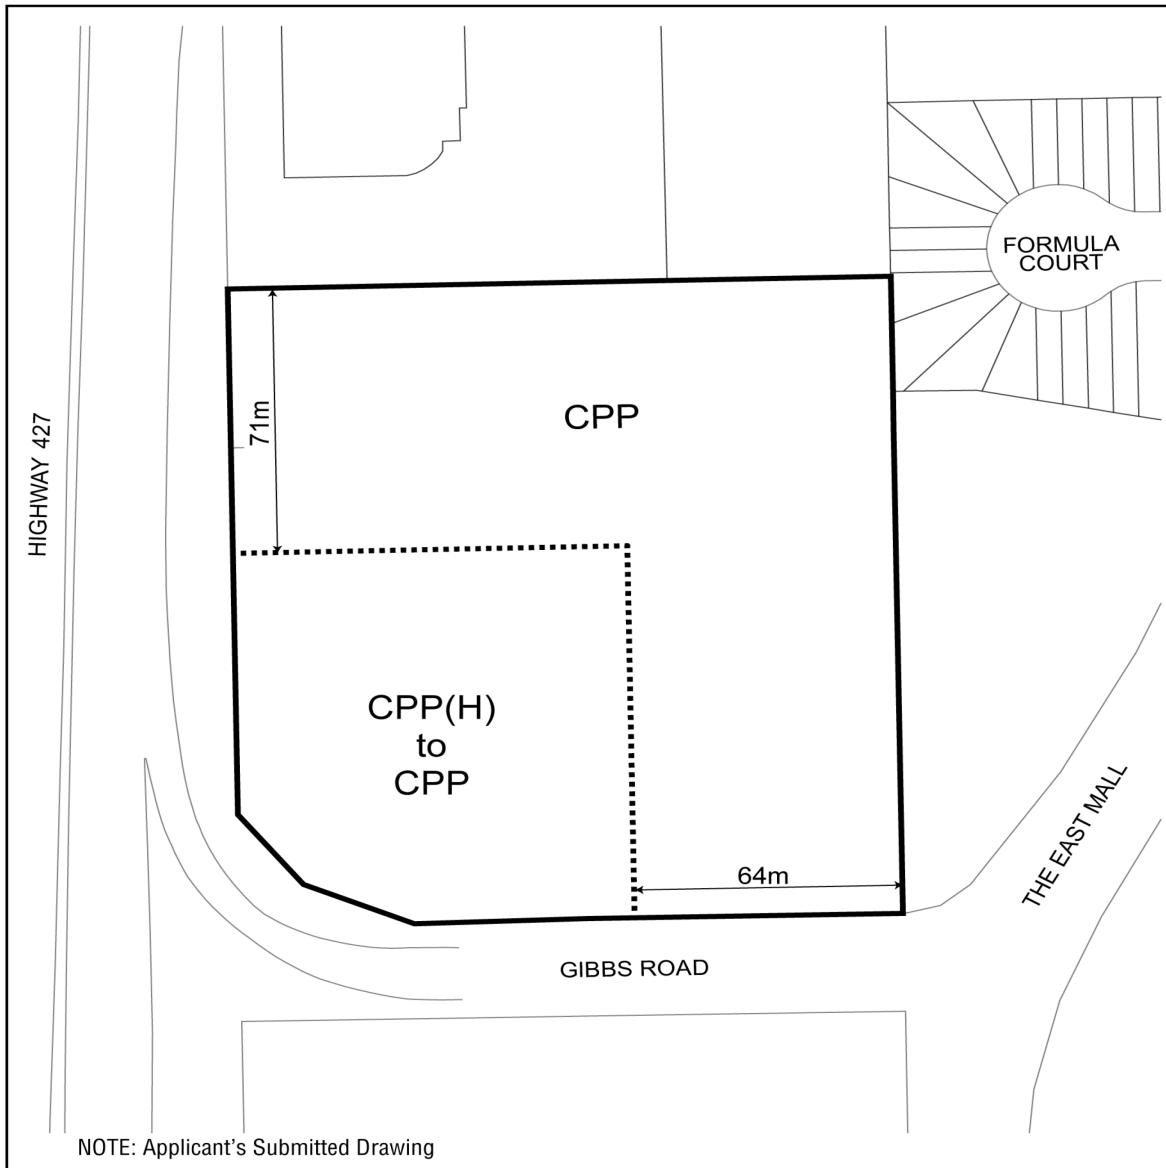 FORMULA
COURT
CPP
71m
HIGHWAY 427
CPP(H)
to
CPP
64m
THE EAST MALL
GIBBS ROAD
NOTE: Applicant's Submitted Drawing